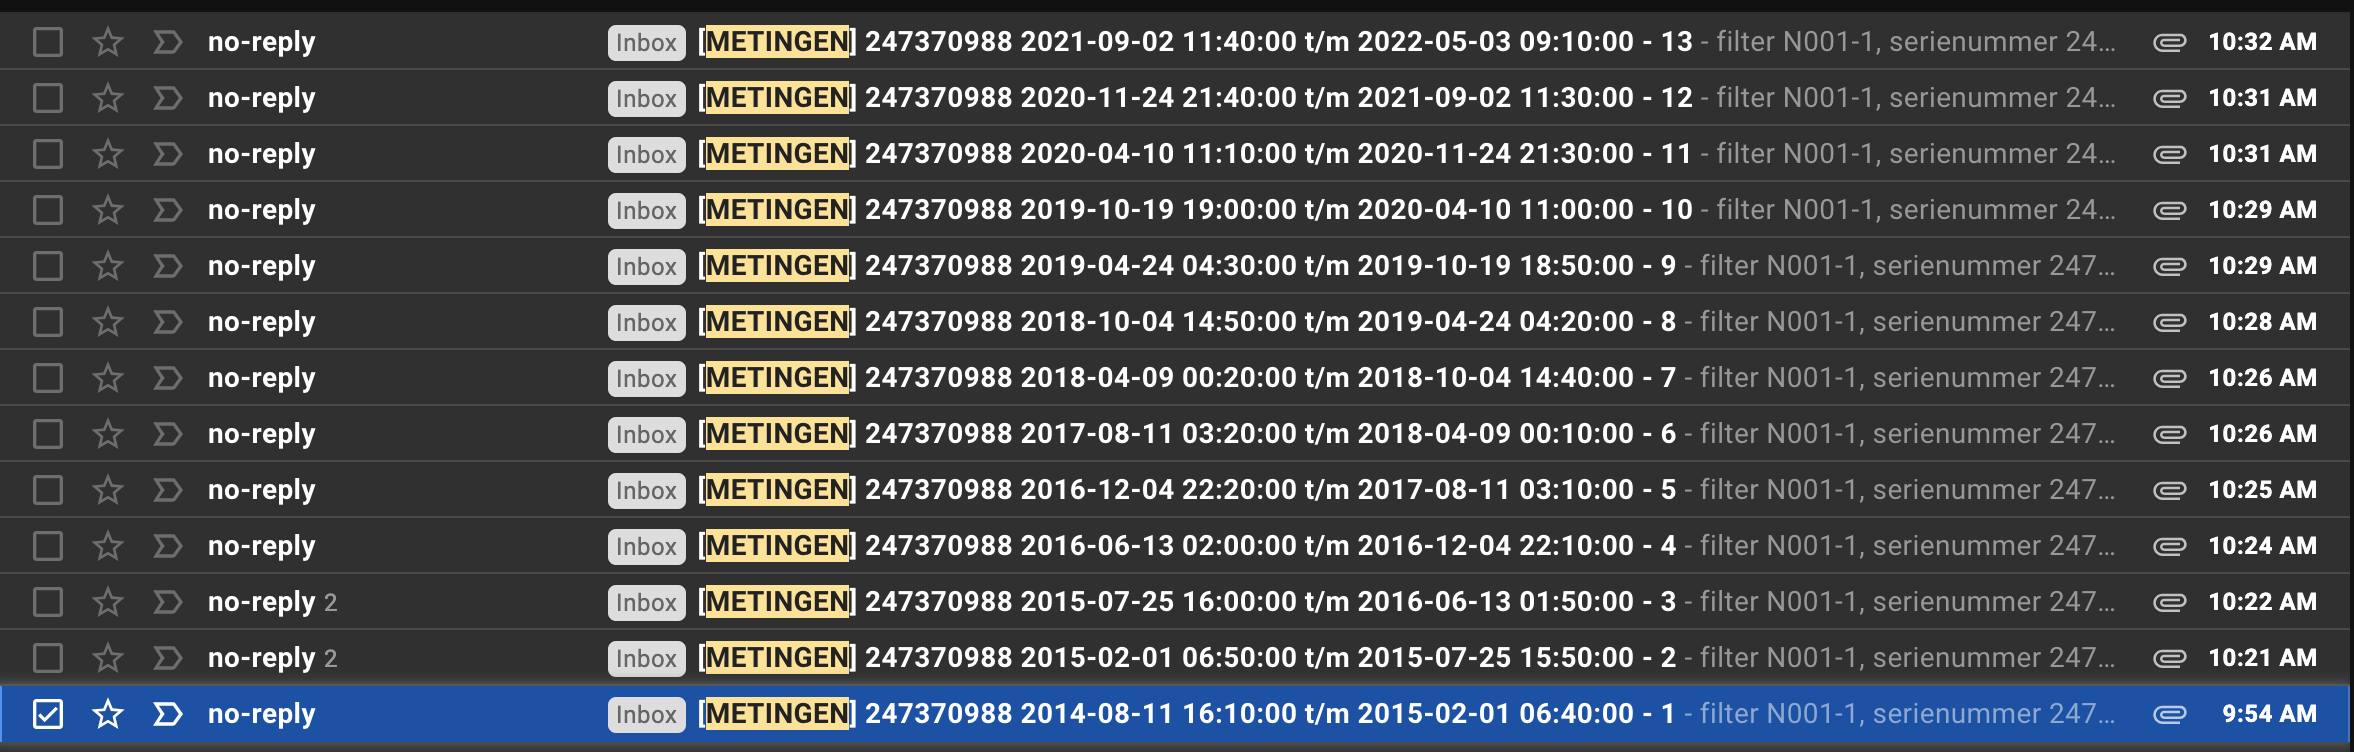 no-reply Inbox [METINGEN] 247370988 2021-09-02 11:40:00 t/m 2022-05-03 09:10:00 - 13 - filter N001-1, serienummer 24... 10:32 AM
no-reply Inbox [METINGEN] 247370988 2020-11-24 21:40:00 t/m 2021-09-02 11:30:00 - 12 - filter N001-1, serienummer 24... 10:31 AM
no-reply Inbox [METINGEN] 247370988 2020-04-10 11:10:00 t/m 2020-11-24 21:30:00 - 11 - filter N001-1, serienummer 24... 10:31 AM
no-reply Inbox [METINGEN] 247370988 2019-10-19 19:00:00 t/m 2020-04-10 11:00:00 - 10 - filter N001-1, serienummer 24... 10:29 AM
no-reply Inbox [METINGEN] 247370988 2019-04-24 04:30:00 t/m 2019-10-19 18:50:00 - 9 - filter N001-1, serienummer 247... 10:29 AM
no-reply Inbox [METINGEN] 247370988 2018-10-04 14:50:00 t/m 2019-04-24 04:20:00 - 8 - filter N001-1, serienummer 247... 10:28 AM
no-reply Inbox [METINGEN] 247370988 2018-04-09 00:20:00 t/m 2018-10-04 14:40:00 - 7 - filter N001-1, serienummer 247... 10:26 AM
no-reply Inbox [METINGEN] 247370988 2017-08-11 03:20:00 t/m 2018-04-09 00:10:00 - 6 - filter N001-1, serienummer 247... 10:26 AM
no-reply Inbox [METINGEN] 247370988 2016-12-04 22:20:00 t/m 2017-08-11 03:10:00 - 5 - filter N001-1, serienummer 247... 10:25 AM
no-reply Inbox [METINGEN] 247370988 2016-06-13 02:00:00 t/m 2016-12-04 22:10:00 - 4 - filter N001-1, serienummer 247... 10:24 AM
no-reply 2 Inbox [METINGEN] 247370988 2015-07-25 16:00:00 t/m 2016-06-13 01:50:00 - 3 - filter N001-1, serienummer 247... 10:22 AM
no-reply 2 Inbox [METINGEN] 247370988 2015-02-01 06:50:00 t/m 2015-07-25 15:50:00 - 2 - filter N001-1, serienummer 247... 10:21 AM
no-reply Inbox [METINGEN] 247370988 2014-08-11 16:10:00 t/m 2015-02-01 06:40:00 - 1 - filter N001-1, serienummer 247... 9:54 AM